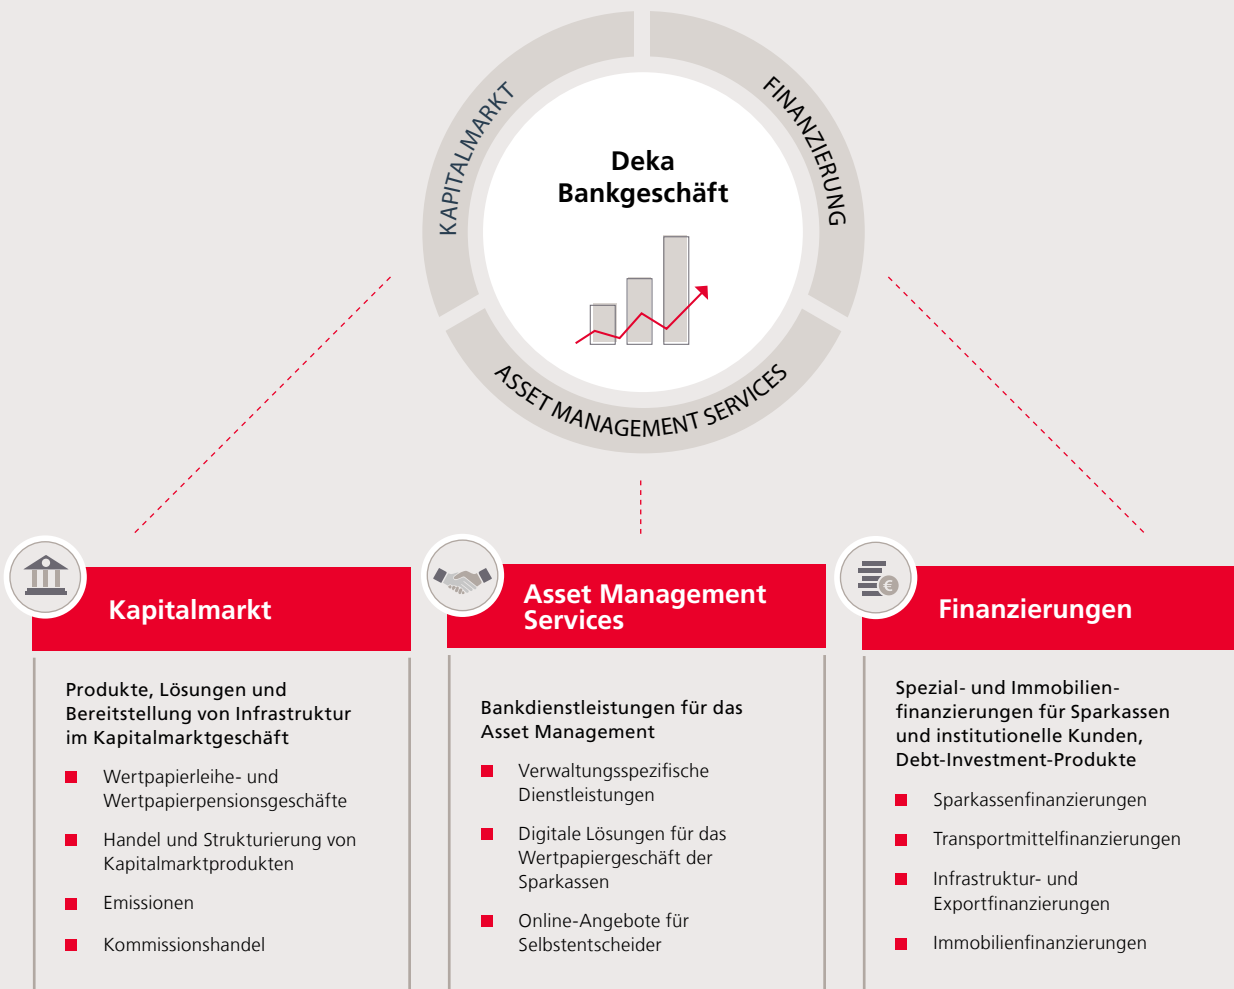 KAPITALMARKT
FINANZIERUNG
Deka
Bankgeschäft
ASSET MANAGEMENT SERVICES
Kapitalmarkt
Produkte, Lösungen und
Bereitstellung von Infrastruktur
im Kapitalmarktgeschäft
Wertpapierleihe- und
Wertpapierpensionsgeschäfte
Handel und Strukturierung von
Kapitalmarktprodukten
Emissionen
Kommissionshandel
Asset Management
Services
Bankdienstleistungen für das
Asset Management
Verwaltungsspezifische
Dienstleistungen
Digitale Lösungen für das
Wertpapiergeschäft der
Sparkassen
Online-Angebote für
Selbstentscheider
€
Finanzierungen
Spezial- und Immobilien-
finanzierungen für Sparkassen
und institutionelle Kunden,
Debt-Investment-Produkte
Sparkassenfinanzierungen
Transportmittelfinanzierungen
Infrastruktur- und
Exportfinanzierungen
Immobilienfinanzierungen